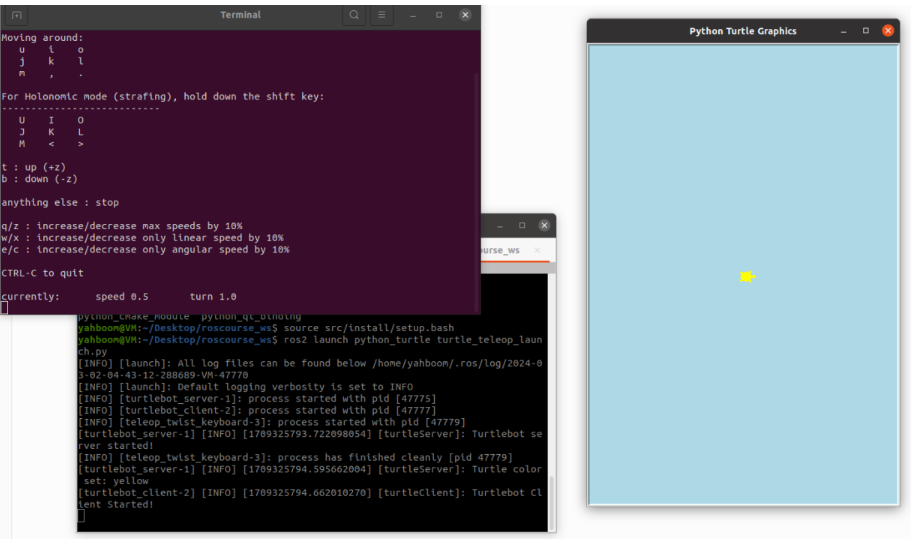 Terminal
Moving around:
u i o
j k l
m , .
For Holonomic mode (strafing), hold down the shift key:
---------------------------
U I O
J K L
M < >
t : up (+z)
b : down (-z)
anything else : stop
q/z : increase/decrease max speeds by 10%
w/x : increase/decrease only linear speed by 10%
e/c : increase/decrease only angular speed by 10%
CTRL-C to quit
currently: speed 0.5 turn 1.0
ourse_ws
python_cmake_module python_qt_binding
yahboom@VM:~/Desktop/roscourse_ws$ source src/install/setup.bash
yahboom@VM:~/Desktop/roscourse_ws$ ros2 launch python_turtle turtle_teleop_laun
ch.py
[INFO] [launch]: All log files can be found below /home/yahboom/.ros/log/2024-0
3-02-04-43-12-288689-VM-47770
[INFO] [launch]: Default logging verbosity is set to INFO
[INFO] [turtlebot_server-1]: process started with pid [47775]
[INFO] [turtlebot_client-2]: process started with pid [47777]
[INFO] [teleop_twist_keyboard-3]: process started with pid [47779]
[turtlebot_server-1] [INFO] [1709325793.722098054] [turtleServer]: Turtlebot se
rver started!
[INFO] [teleop_twist_keyboard-3]: process has finished cleanly [pid 47779]
[turtlebot_server-1] [INFO] [1709325794.595662004] [turtleServer]: Turtle color
set: yellow
[turtlebot_client-2] [INFO] [1709325794.662010270] [turtleClient]: Turtlebot Cl
ient Started!
Python Turtle Graphics